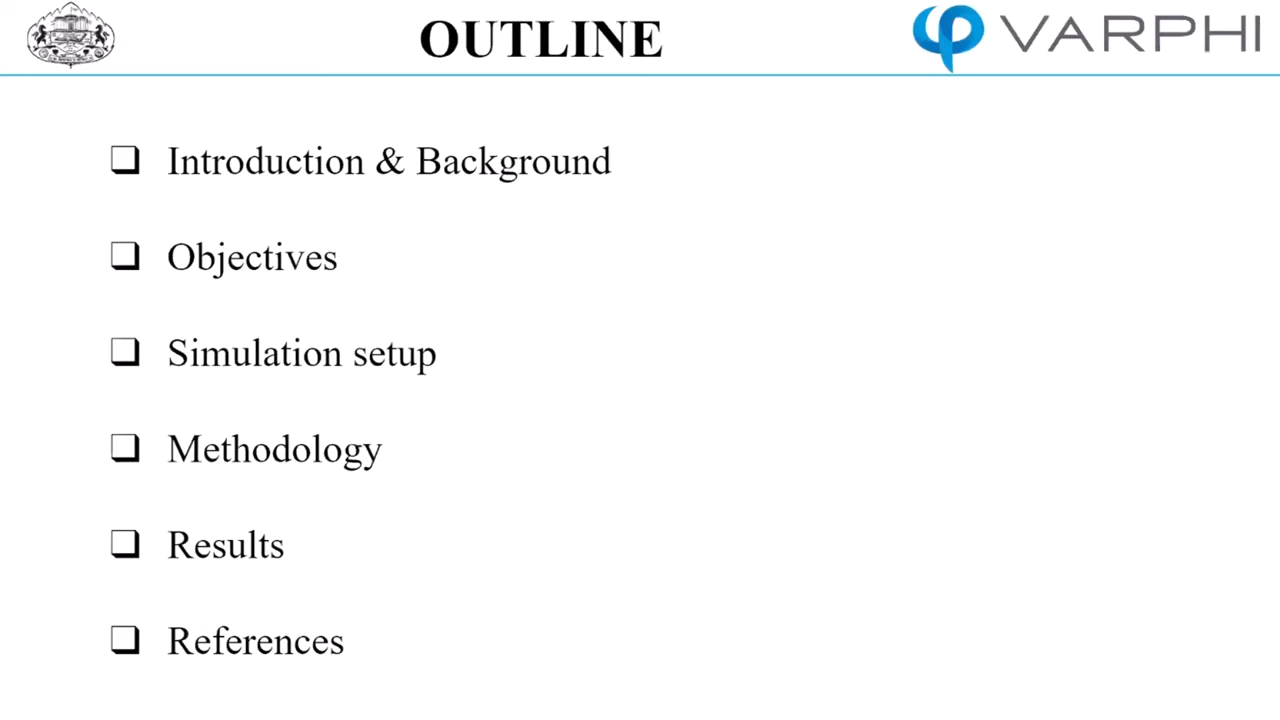 OUTLINE
VARPHI
❑ Introduction & Background
❑ Objectives
❑ Simulation setup
❑ Methodology
❑ Results
❑ References